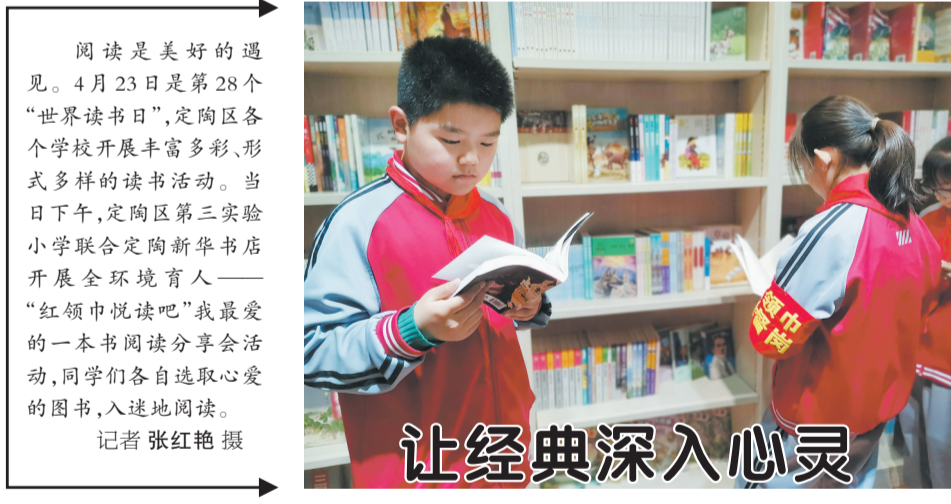 阅读是美好的遇
见。4月23日是第28个
“世界读书日”,定陶区各
个学校开展丰富多彩、形
式多样的读书活动。当
日下午,定陶区第三实验
小学联合定陶新华书店
开展全环境育人——
“红领巾悦读吧”我最爱
的一本书阅读分享会活
动,同学们各自选取心爱
的图书,入迷地阅读。
记者 张红艳 摄
让经典深入心灵